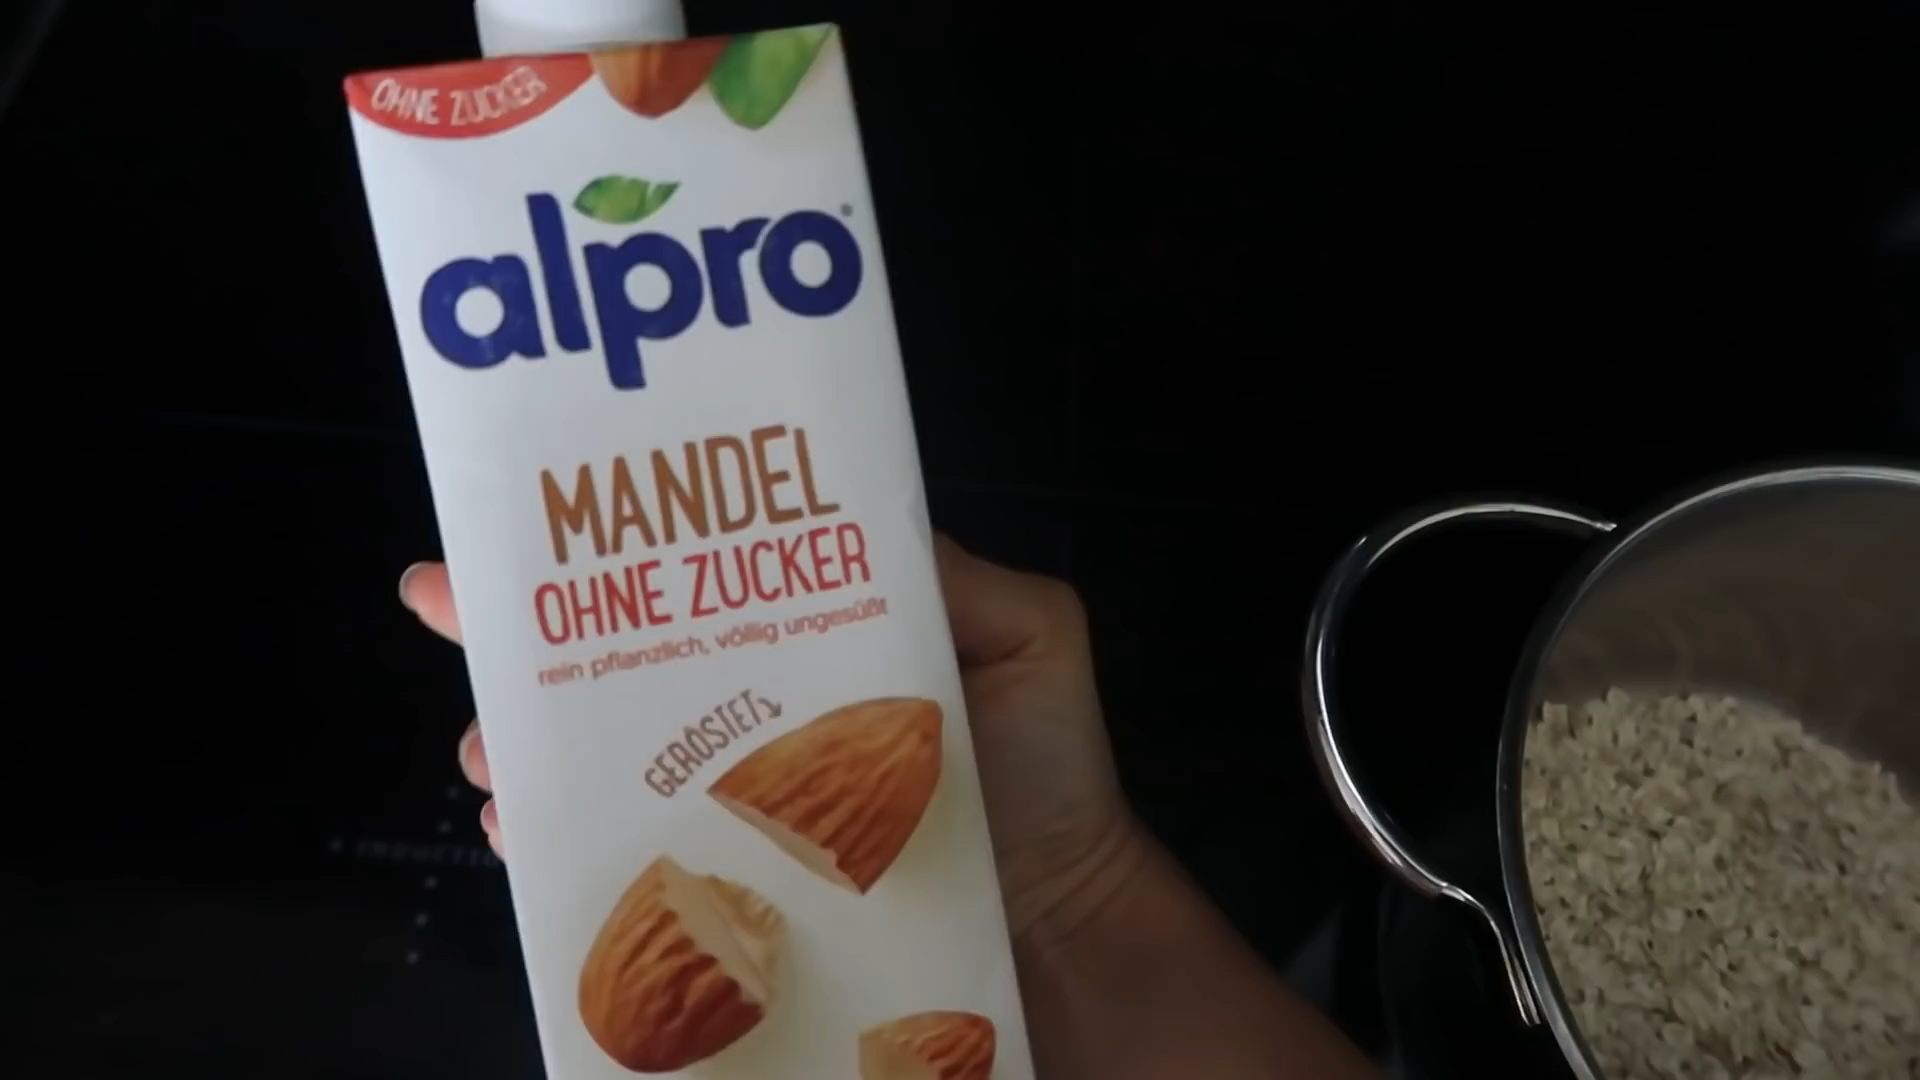 OHNE ZUCKER
alpro
MANDEL
OHNE ZUCKER
rein pflanzlich, völlig ungesüßt
GERÖSTET